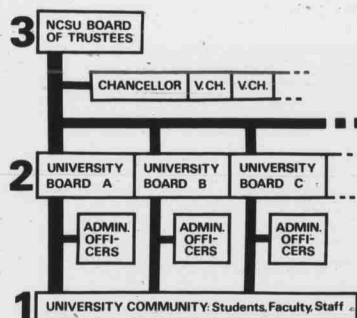 3 NCSU BOARD
OF TRUSTEES
CHANCELLOR V.CH. V.CH.
2 UNIVERSITY
BOARD A
UNIVERSITY
BOARD B
UNIVERSITY
BOARD C
ADMIN.
OFFI-
CERS
ADMIN.
OFFI-
CERS
ADMIN.
OFFI-
CERS
1 UNIVERSITY COMMUNITY: Students, Faculty, Staff